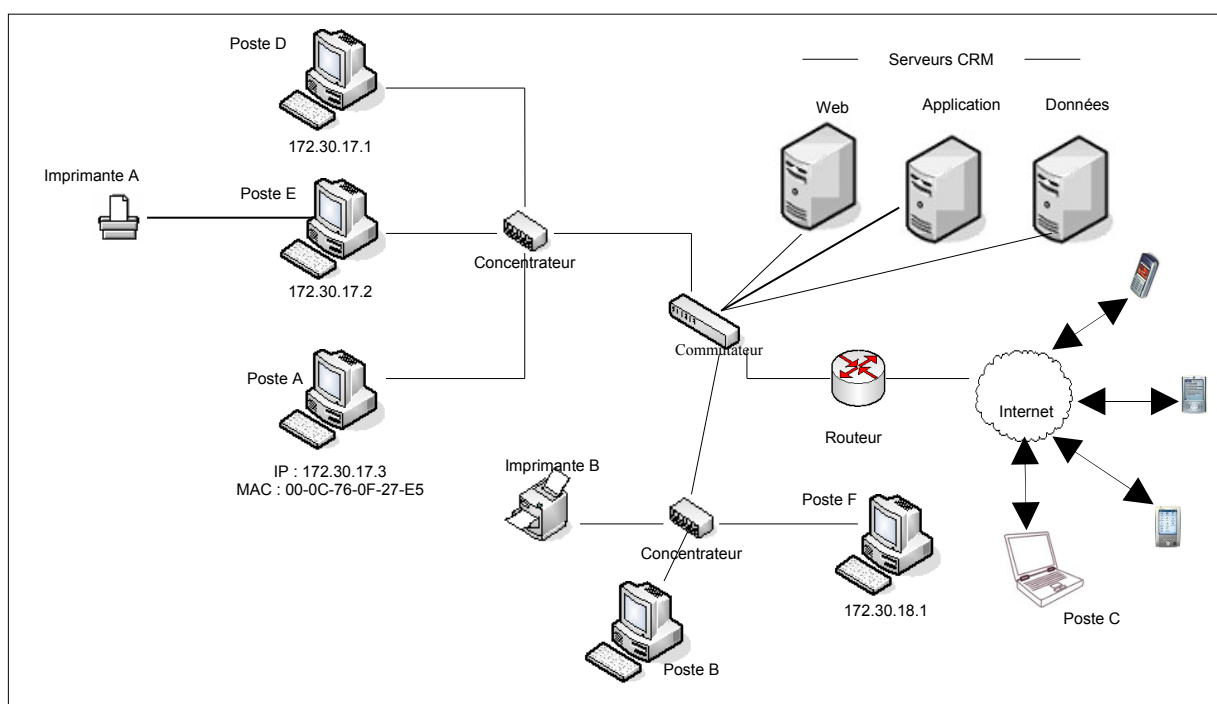 Poste D
172.30.17.1
Imprimante A
Poste E
172.30.17.2
Concentrateur
Poste A
IP : 172.30.17.3
MAC : 00-0C-76-0F-27-E5
Serveurs CRM
Web
Application
Données
Commutateur
Routeur
Internet
Imprimante B
Concentrateur
Poste F
172.30.18.1
Poste B
Poste C